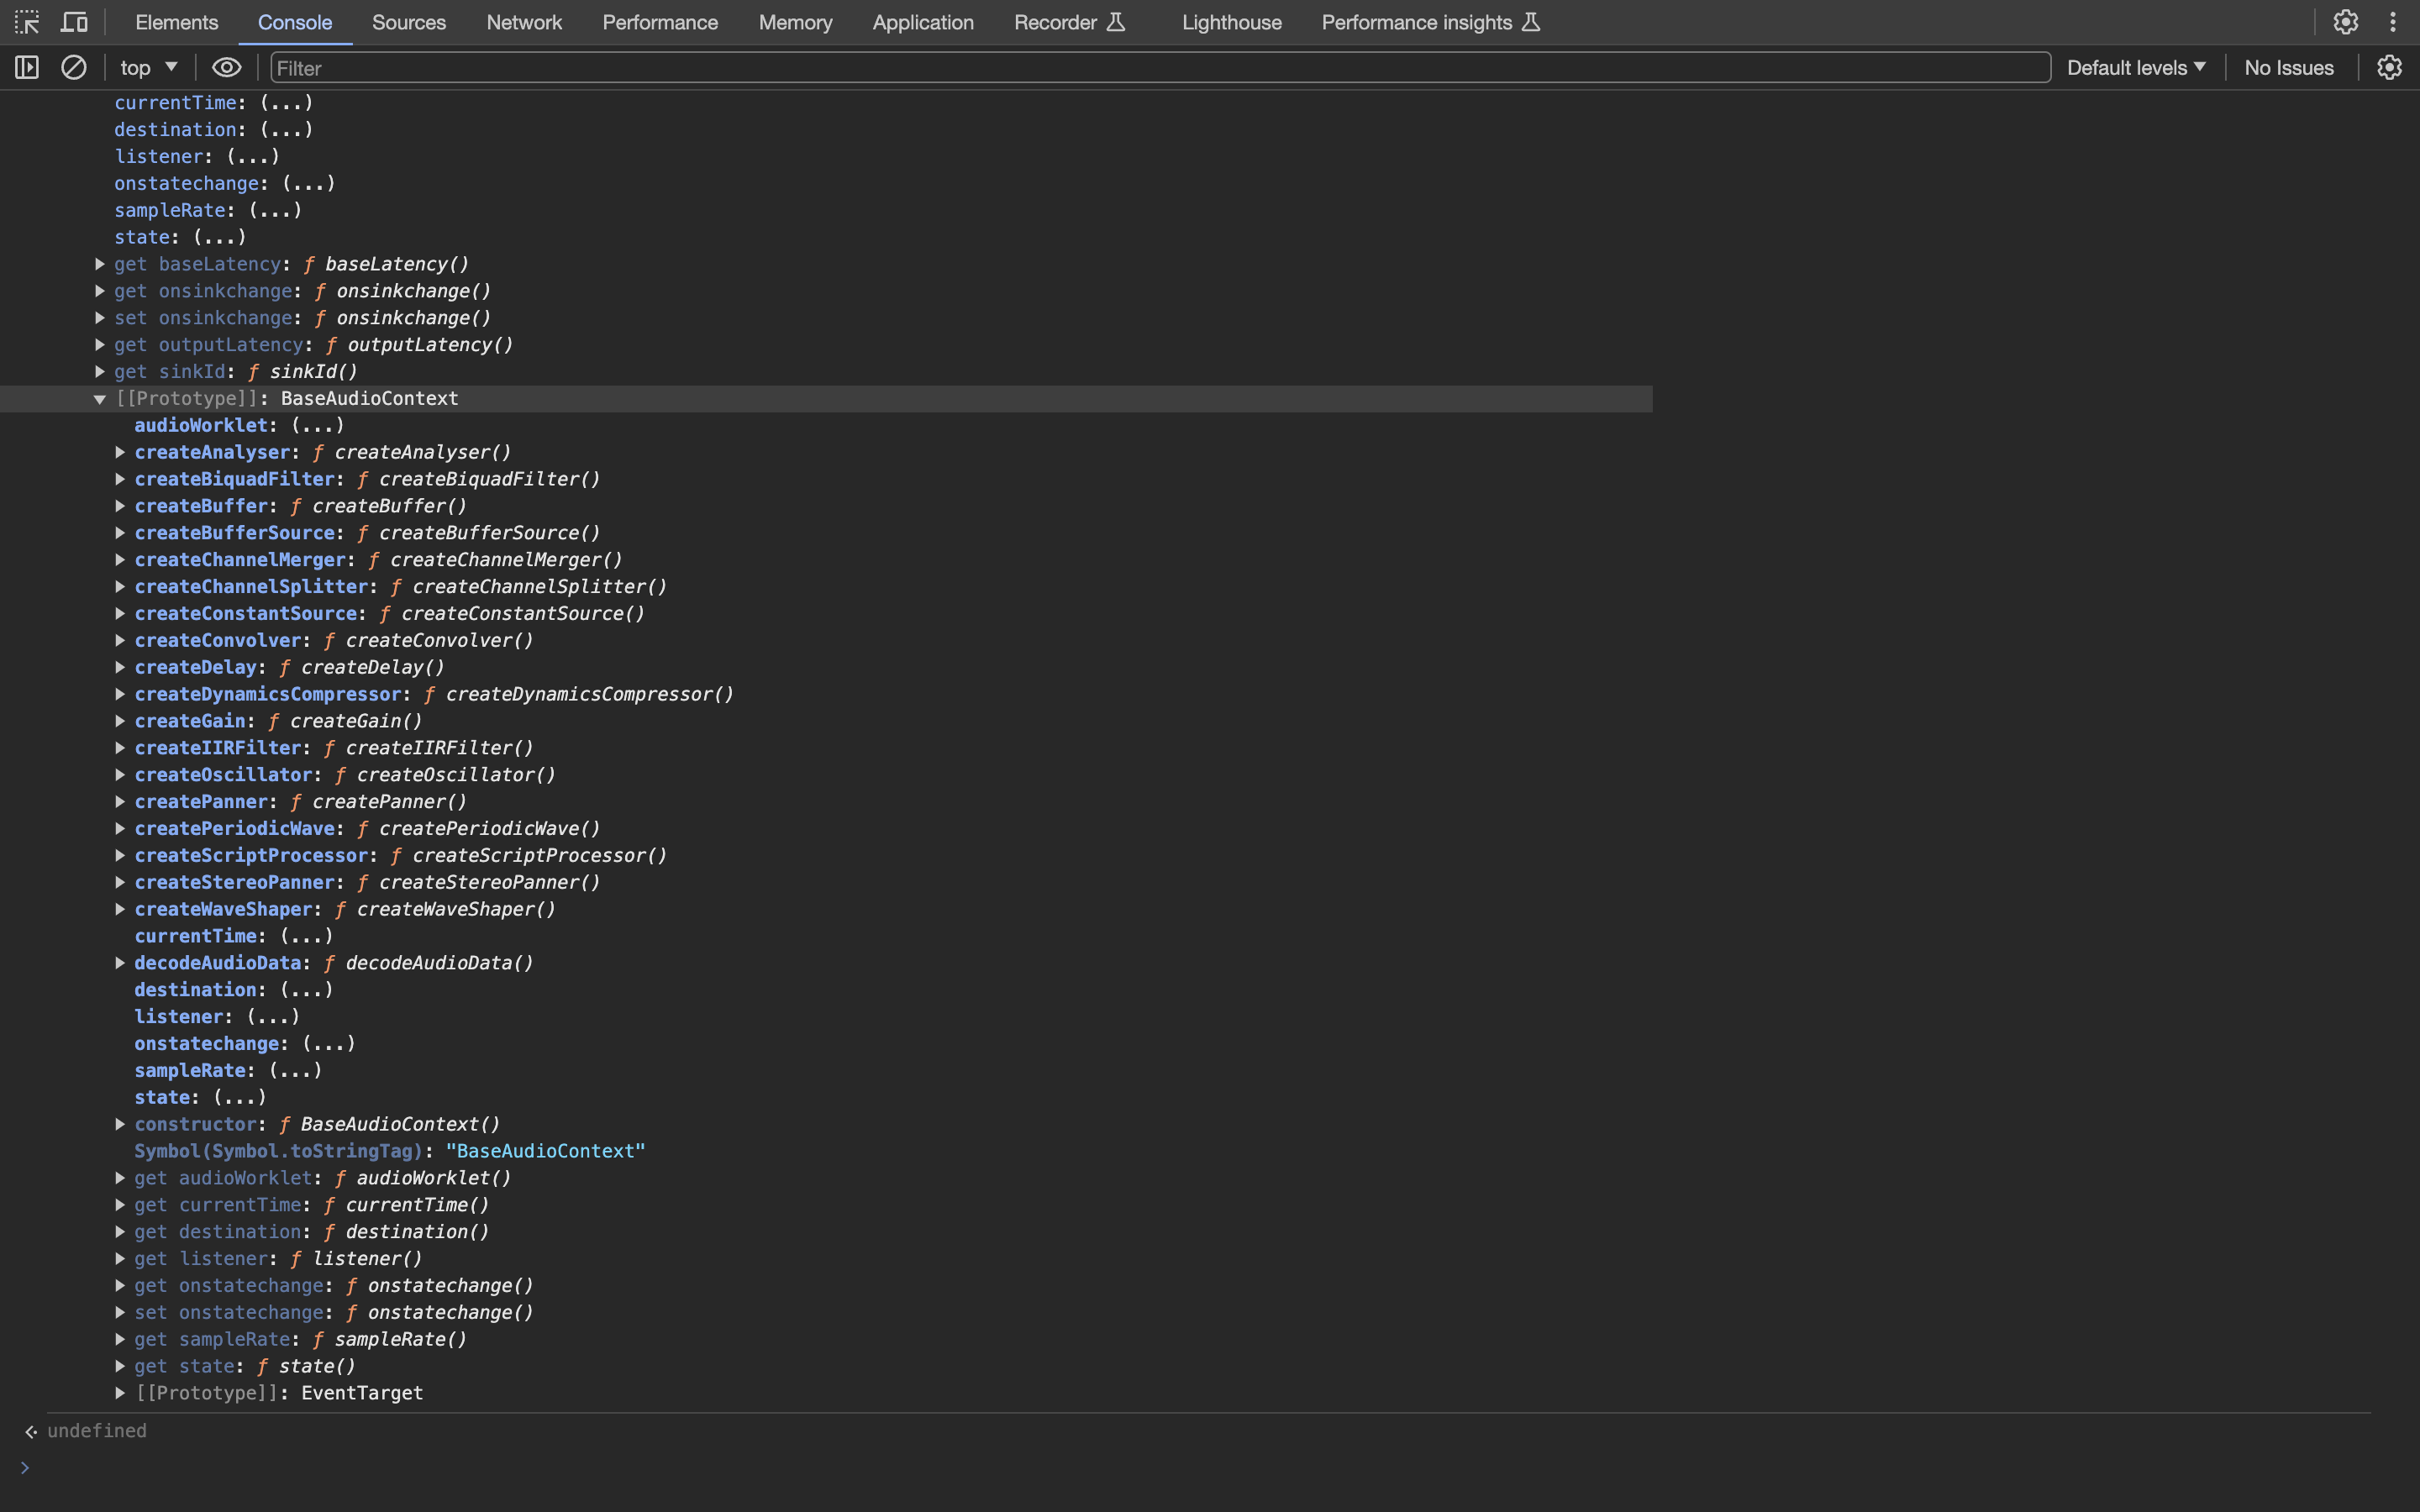 Elements Console Sources Network Performance Memory Application Recorder Lighthouse Performance insights
top Filter Default levels No Issues
currentTime: (...)
destination: (...)
listener: (...)
onstatechange: (...)
sampleRate: (...)
state: (...)
get baseLatency: ƒ baseLatency()
get onsinkchange: ƒ onsinkchange()
set onsinkchange: ƒ onsinkchange()
get outputLatency: ƒ outputLatency()
get sinkId: ƒ sinkId()
[[Prototype]]: BaseAudioContext
audioWorklet: (...)
createAnalyser: ƒ createAnalyser()
createBiquadFilter: ƒ createBiquadFilter()
createBuffer: ƒ createBuffer()
createBufferSource: ƒ createBufferSource()
createChannelMerger: ƒ createChannelMerger()
createChannelSplitter: ƒ createChannelSplitter()
createConstantSource: ƒ createConstantSource()
createConvolver: ƒ createConvolver()
createDelay: ƒ createDelay()
createDynamicsCompressor: ƒ createDynamicsCompressor()
createGain: ƒ createGain()
createIIRFilter: ƒ createIIRFilter()
createOscillator: ƒ createOscillator()
createPanner: ƒ createPanner()
createPeriodicWave: ƒ createPeriodicWave()
createScriptProcessor: ƒ createScriptProcessor()
createStereoPanner: ƒ createStereoPanner()
createWaveShaper: ƒ createWaveShaper()
currentTime: (...)
decodeAudioData: ƒ decodeAudioData()
destination: (...)
listener: (...)
onstatechange: (...)
sampleRate: (...)
state: (...)
constructor: ƒ BaseAudioContext()
Symbol(Symbol.toStringTag): "BaseAudioContext"
get audioWorklet: ƒ audioWorklet()
get currentTime: ƒ currentTime()
get destination: ƒ destination()
get listener: ƒ listener()
get onstatechange: ƒ onstatechange()
set onstatechange: ƒ onstatechange()
get sampleRate: ƒ sampleRate()
get state: ƒ state()
[[Prototype]]: EventTarget
undefined